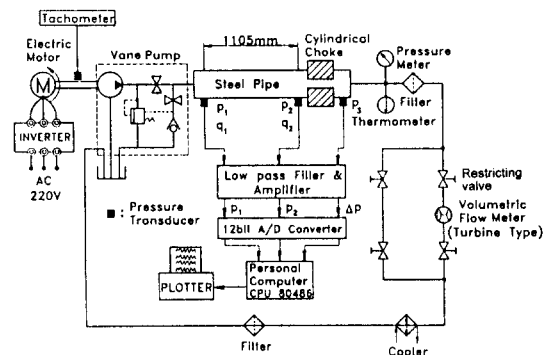 Tachometer
Electric
Motor
Vane Pump
1105mm
Cylindrical
Choke
Pressure
Meter
Steel Pipe
Filler
Thermometer
M
INVERTER
AC
220V
p₁
q₁
p₂
q₂
p₃
Low pass Filler &
Amplifier
: Pressure
Transducer
p₁
p₂
Δp
12bit A/D Converter
Personal
Computer
CPU 80486
PLOTTER
Restricting
valve
Volumetric
Flow Meter
(Turbine Type)
Filter
Cooler